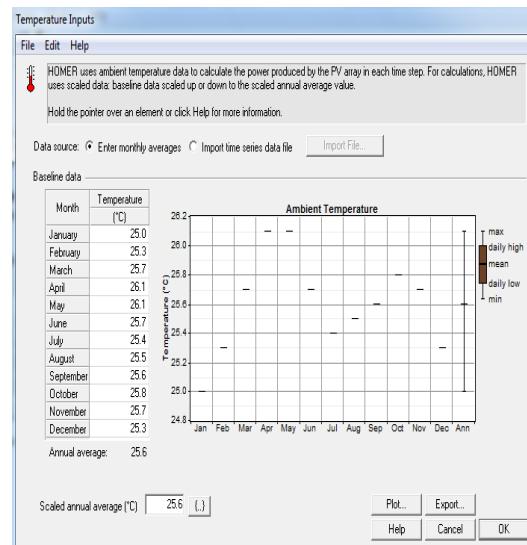 Temperature Inputs
File Edit Help
HOMER uses ambient temperature data to calculate the power produced by the PV array in each time step. For calculations, HOMER
uses scaled data: baseline data scaled up or down to the scaled annual average value.
Hold the pointer over an element or click Help for more information.
Data source: Enter monthly averages Import time series data file Import File...
Baseline data
Month Temperature
(°C)
January 25.0
February 25.3
March 25.7
April 26.1
May 26.1
June 25.7
July 25.4
August 25.5
September 25.6
October 25.8
November 25.7
December 25.3
Annual average: 25.6
Ambient Temperature
Temperature (°C)
26.2
26.0
25.8
25.6
25.4
25.2
25.0
24.8
Jan Feb Mar Apr May Jun Jul Aug Sep Oct Nov Dec Ann
max
daily high
mean
daily low
min
Scaled annual average (°C) 25.6 {..}
Plot... Export...
Help Cancel OK